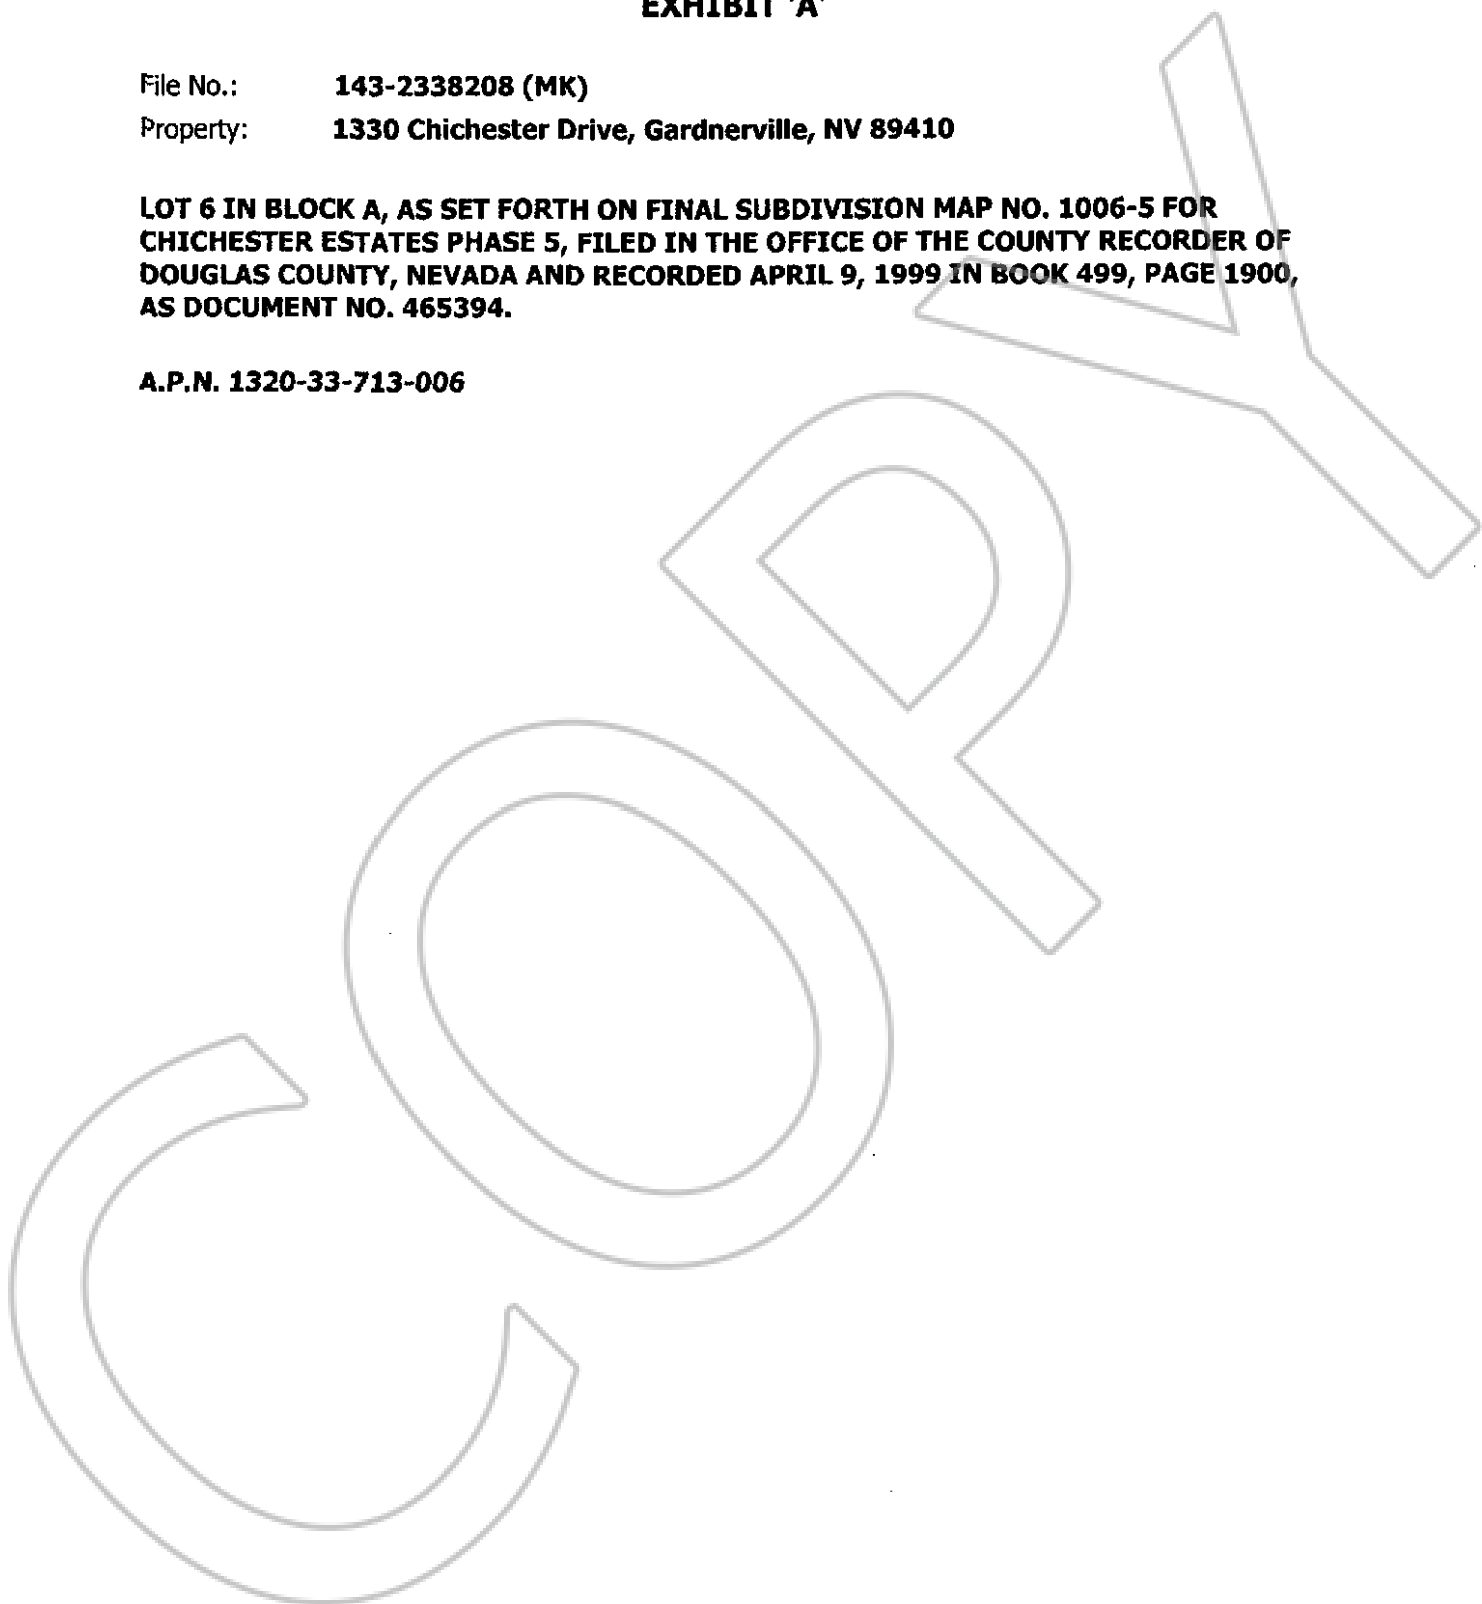 EXHIBIT 'A'
File No.: 143-2338208 (MK)
Property: 1330 Chichester Drive, Gardnerville, NV 89410
LOT 6 IN BLOCK A, AS SET FORTH ON FINAL SUBDIVISION MAP NO. 1006-5 FOR
CHICHESTER ESTATES PHASE 5, FILED IN THE OFFICE OF THE COUNTY RECORDER OF
DOUGLAS COUNTY, NEVADA AND RECORDED APRIL 9, 1999 IN BOOK 499, PAGE 1900,
AS DOCUMENT NO. 465394.
A.P.N. 1320-33-713-006
COPY